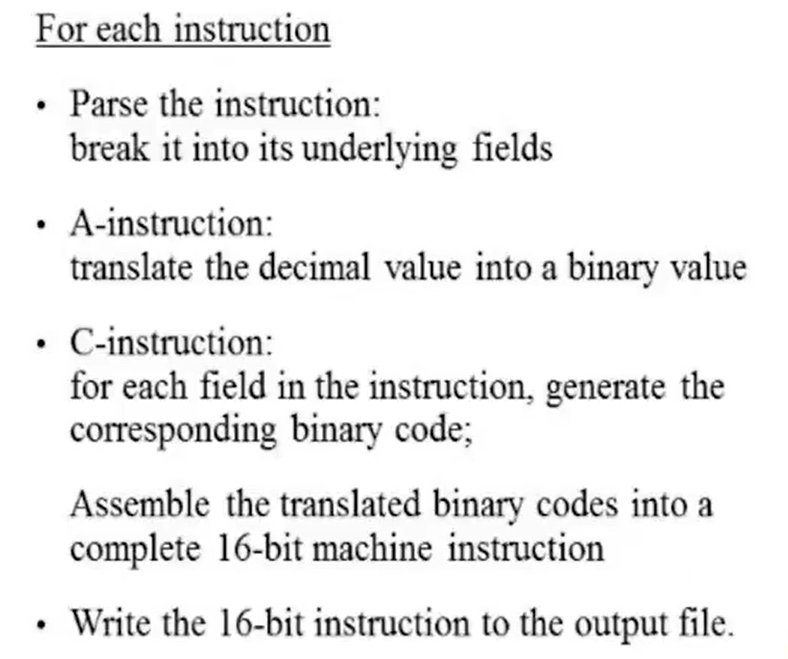 For each instruction
• Parse the instruction:
break it into its underlying fields
• A-instruction:
translate the decimal value into a binary value
• C-instruction:
for each field in the instruction, generate the
corresponding binary code;
Assemble the translated binary codes into a
complete 16-bit machine instruction
• Write the 16-bit instruction to the output file.